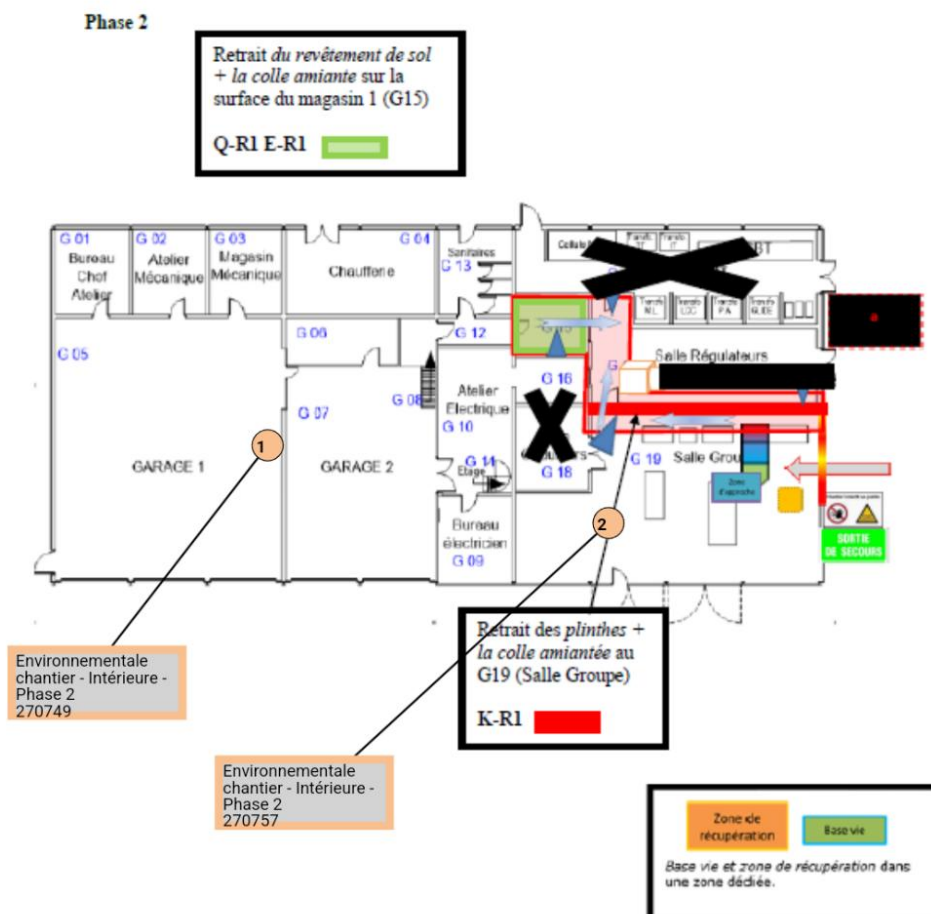 Phase 2
Retrait du revêtement de sol
+ la colle amiante sur la
surface du magasin 1 (G15)
Q-R1 E-R1
G 01
Bureau
Chef
Atelier
G 02
Atelier
Mécanique
G 03
Magasin
Mécanique
G 04
Chaufferie
Sanitaires
G 13
G 05
G 06
G 12
G 07
G 08
GARAGE 1
GARAGE 2
Atelier
Electrique
G 10
G 14
Etage
Bureau
électricien
G 09
G 16
G 18
Salle Régulateurs
G 19
Zone
d'approche
SORTIE
DE SECOURS
1
2
Retrait des plinthes +
la colle amiantée au
G19 (Salle Groupe)
K-R1
Environnementale
chantier - Intérieure -
Phase 2
270749
Environnementale
chantier - Intérieure -
Phase 2
270757
Zone de
récupération
Base vie
Base vie et zone de récupération dans
une zone dédiée.